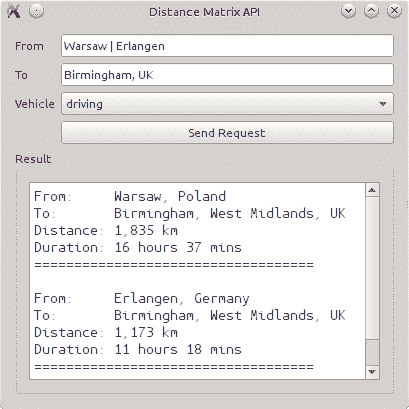 Distance Matrix API
From Warsaw | Erlangen
To Birmingham, UK
Vehicle driving
Send Request
Result
From: Warsaw, Poland
To: Birmingham, West Midlands, UK
Distance: 1,835 km
Duration: 16 hours 37 mins
===================================
From: Erlangen, Germany
To: Birmingham, West Midlands, UK
Distance: 1,173 km
Duration: 11 hours 18 mins
===================================